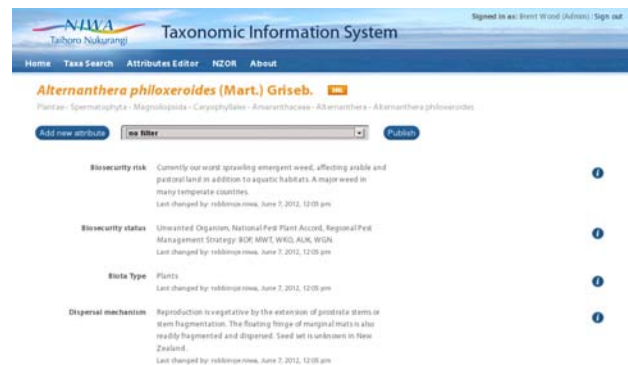 NIWA
Taihoro Nukurangi
Taxonomic Information System
Signed in as: Brent Wood (Admin) | Sign out
Home Taxa Search Attributes Editor NZOR About
Alternanthera philoxeroides (Mart.) Griseb. XML
Plantae - Spermatophyta - Magnoliopsida - Caryophyllales - Amaranthaceae - Alternanthera - Alternanthera philoxeroides
Add new attribute no filter Publish
Biosecurity risk Currently our worst sprawling emergent weed, affecting arable and
pastoral land in addition to aquatic habitats. A major weed in
many temperate countries.
Last changed by: June 7, 2012, 12:05 pm
Biosecurity status Unwanted Organism, National Pest Plant Accord, Regional Pest
Management Strategy: BOP, MWT, WKO, AUK, WGN.
Last changed by: June 7, 2012, 12:05 pm
Biota Type Plants
Last changed by: June 7, 2012, 12:05 pm
Dispersal mechanism Reproduction is vegetative by the extension of prostrate stems or
stem fragmentation. The floating fringe of marginal mats is also
readily fragmented and dispersed. Seed set is unknown in New
Zealand.
Last changed by: June 7, 2012, 12:05 pm